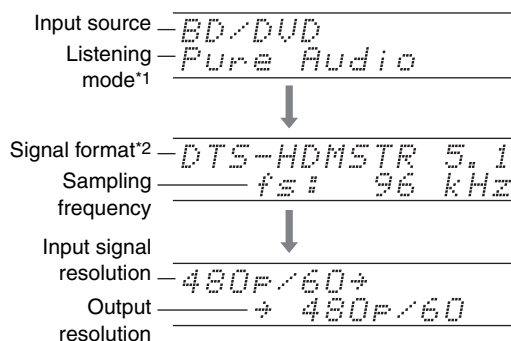 Input source
BD/DVD
Listening
mode*1
Pure Audio
Signal format*2
DTS-HDMSTR 5.1
Sampling
frequency
fs: 96 kHz
Input signal
resolution
480p/60→
Output
resolution
→ 480p/60